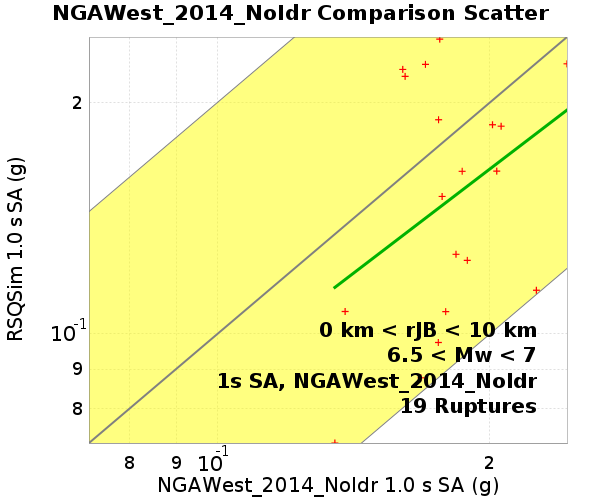 NGAWest_2014_NoIdr Comparison Scatter
RSQSim 1.0 s SA (g)
2
10^-1
9
8
0 km < rJB < 10 km
6.5 < Mw < 7
1s SA, NGAWest_2014_NoIdr
19 Ruptures
8 9 10^-1 2
NGAWest_2014_NoIdr 1.0 s SA (g)